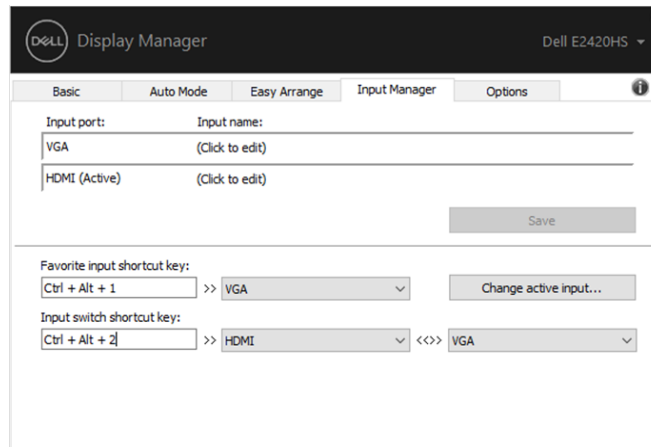 DELL Display Manager Dell E2420HS
Basic Auto Mode Easy Arrange Input Manager Options
Input port: Input name:
VGA (Click to edit)
HDMI (Active) (Click to edit)
Save
Favorite input shortcut key:
Ctrl + Alt + 1 >> VGA Change active input...
Input switch shortcut key:
Ctrl + Alt + 2 >> HDMI <<>> VGA